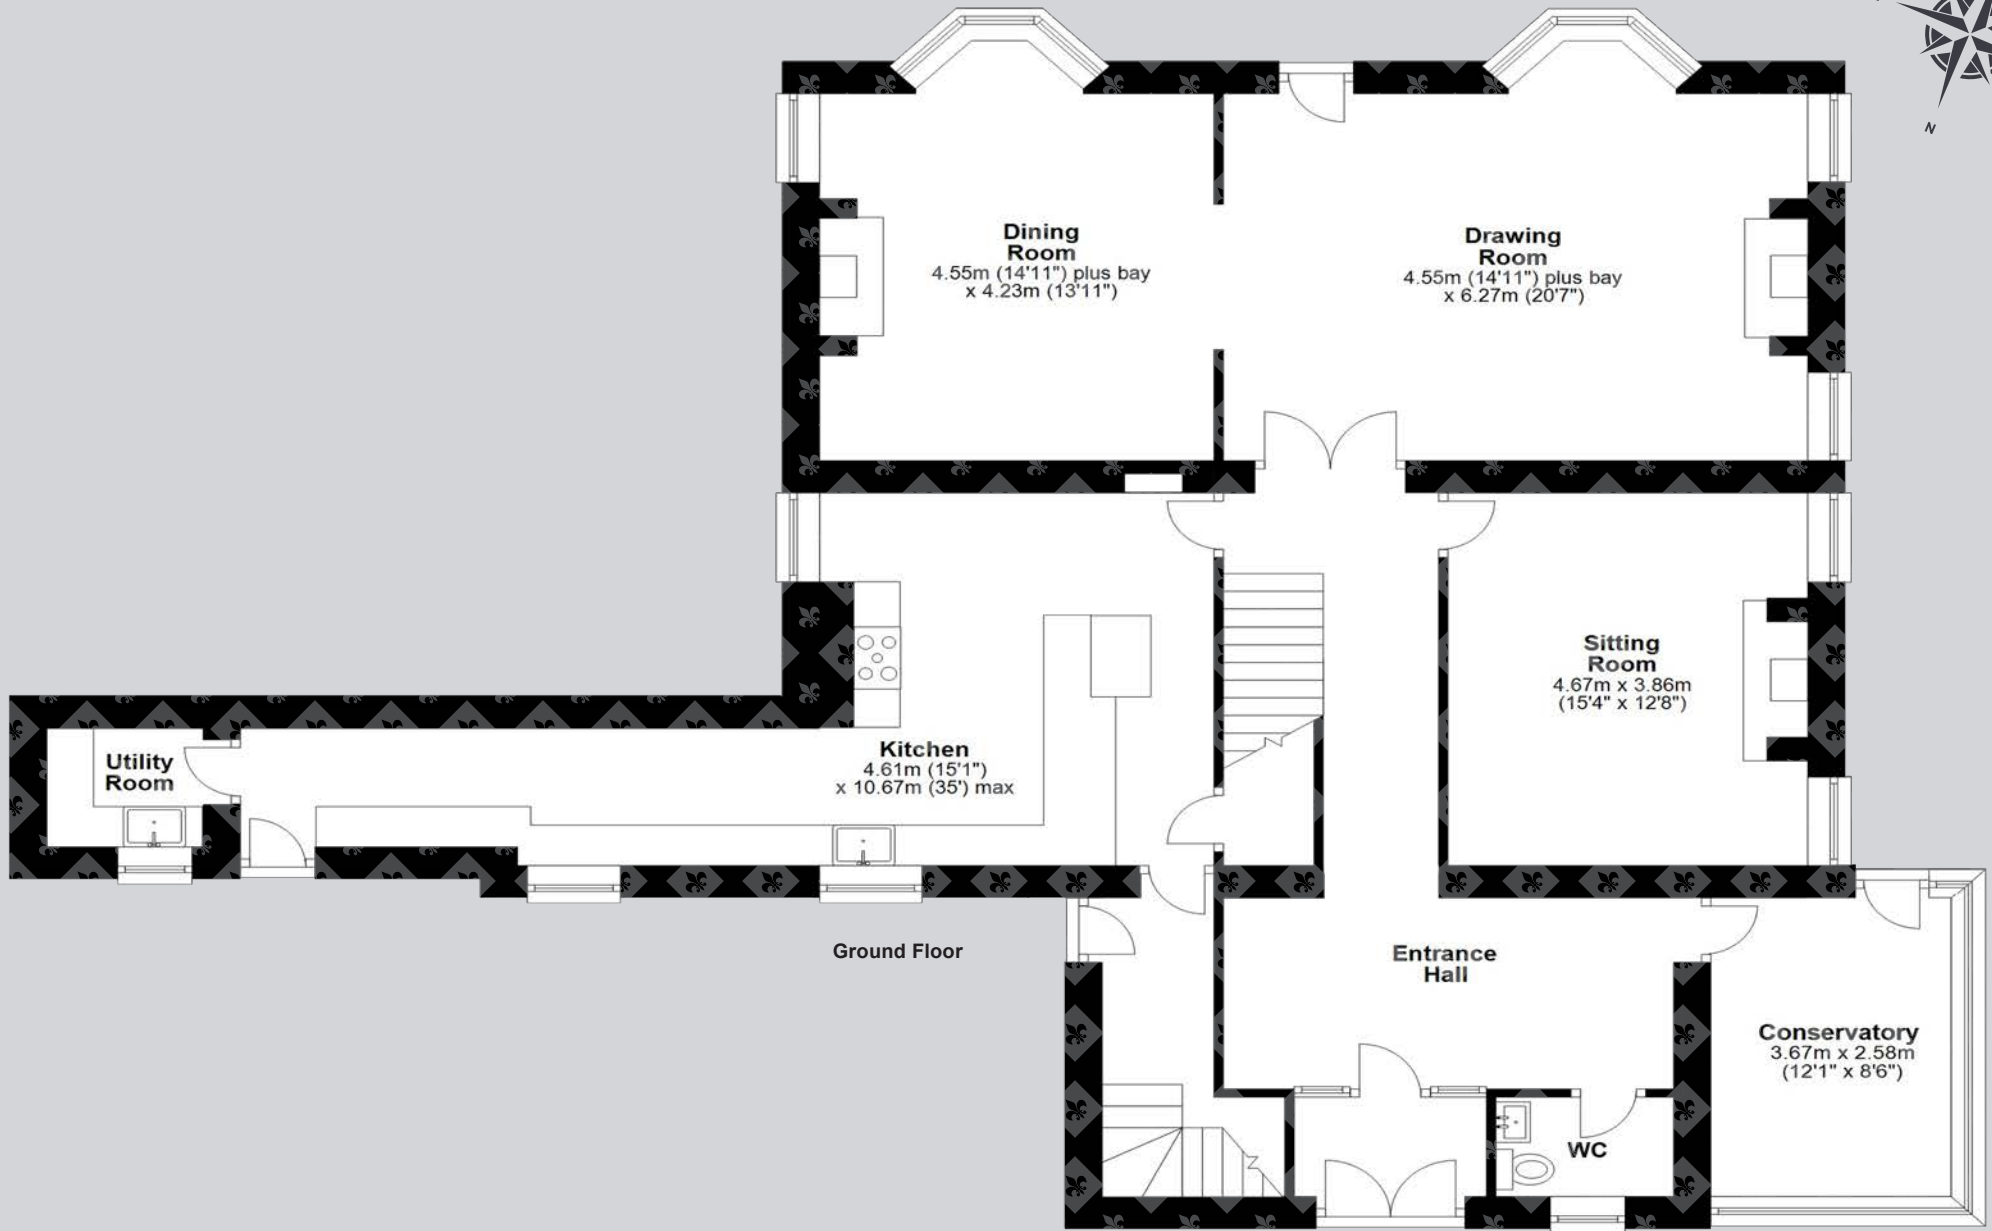 N
Dining
Room
4.55m (14'11") plus bay
x 4.23m (13'11")
Drawing
Room
4.55m (14'11") plus bay
x 6.27m (20'7")
Sitting
Room
4.67m x 3.86m
(15'4" x 12'8")
Utility
Room
Kitchen
4.61m (15'1")
x 10.67m (35') max
Ground Floor
Entrance
Hall
Conservatory
3.67m x 2.58m
(12'1" x 8'6")
WC